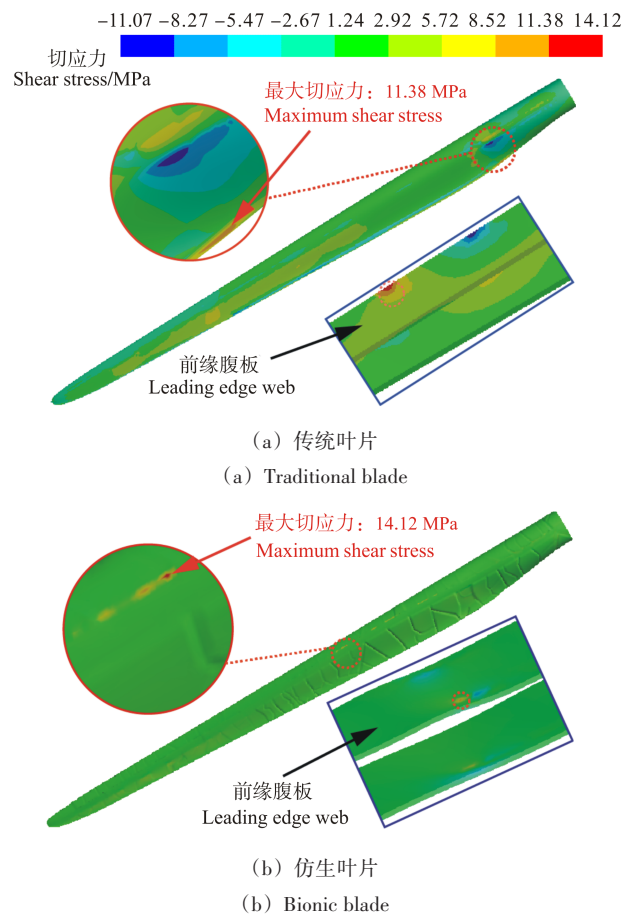 −11.07 −8.27 −5.47 −2.67 1.24 2.92 5.72 8.52 11.38 14.12
切应力
Shear stress/MPa
最大切应力：11.38 MPa
Maximum shear stress
前缘腹板
Leading edge web
（a）传统叶片
（a）Traditional blade
最大切应力：14.12 MPa
Maximum shear stress
前缘腹板
Leading edge web
（b）仿生叶片
（b）Bionic blade